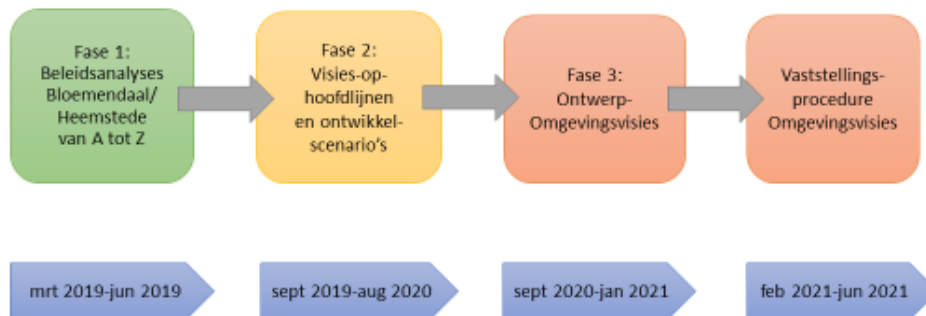 Fase 1:
Beleidsanalyses
Bloemendaal/
Heemstede
van A tot Z
Fase 2:
Visies-op-
hoofdlijnen
en ontwikkel-
scenario's
Fase 3:
Ontwerp-
Omgevingsvisies
Vaststellings-
procedure
Omgevingsvisies
mrt 2019-jun 2019
sept 2019-aug 2020
sept 2020-jan 2021
feb 2021-jun 2021